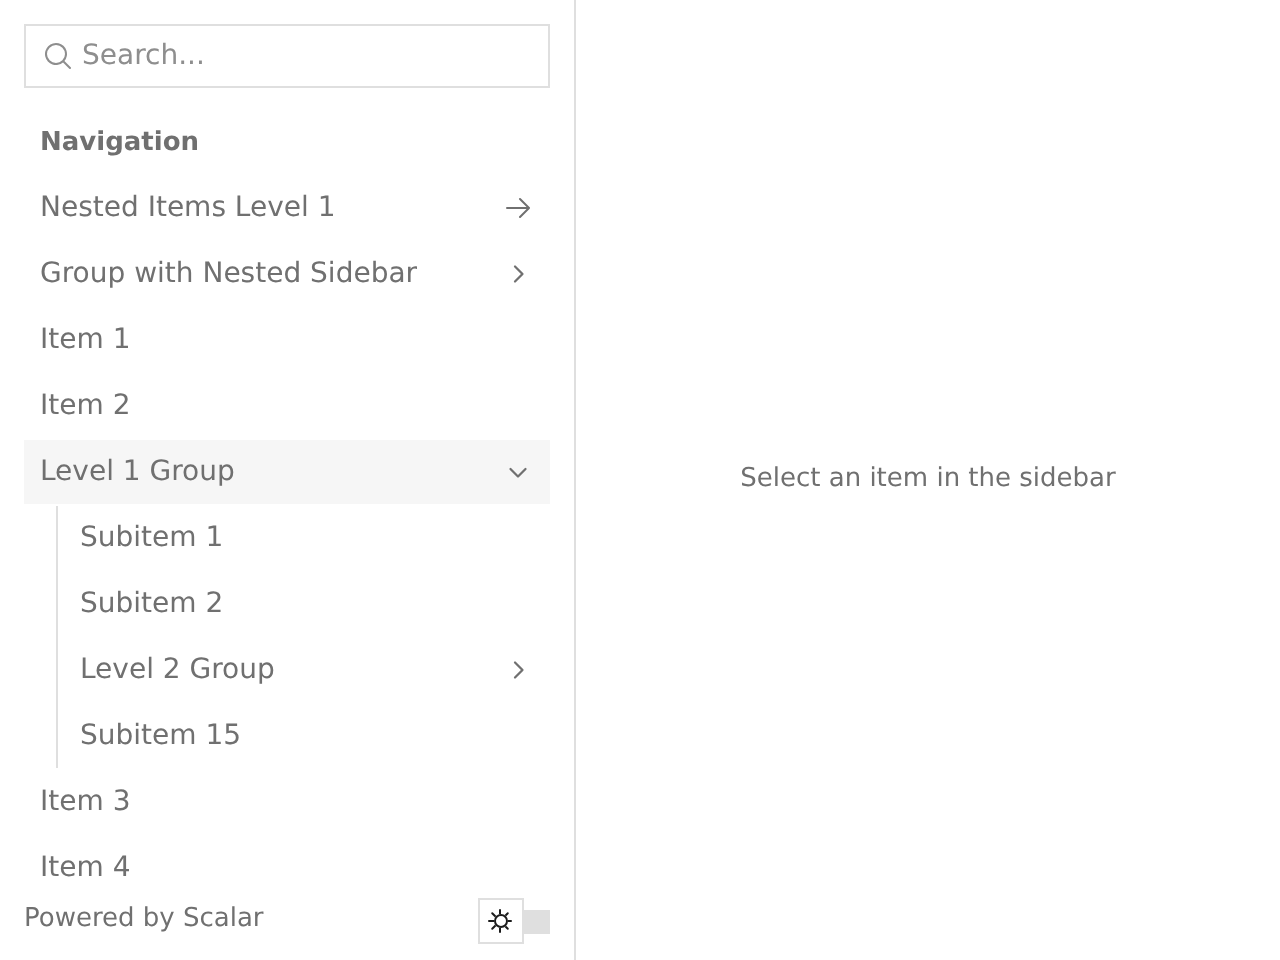 Search...
Navigation
Nested Items Level 1
Group with Nested Sidebar
Item 1
Item 2
Level 1 Group
Subitem 1
Subitem 2
Level 2 Group
Subitem 15
Item 3
Item 4
Powered by Scalar
Select an item in the sidebar